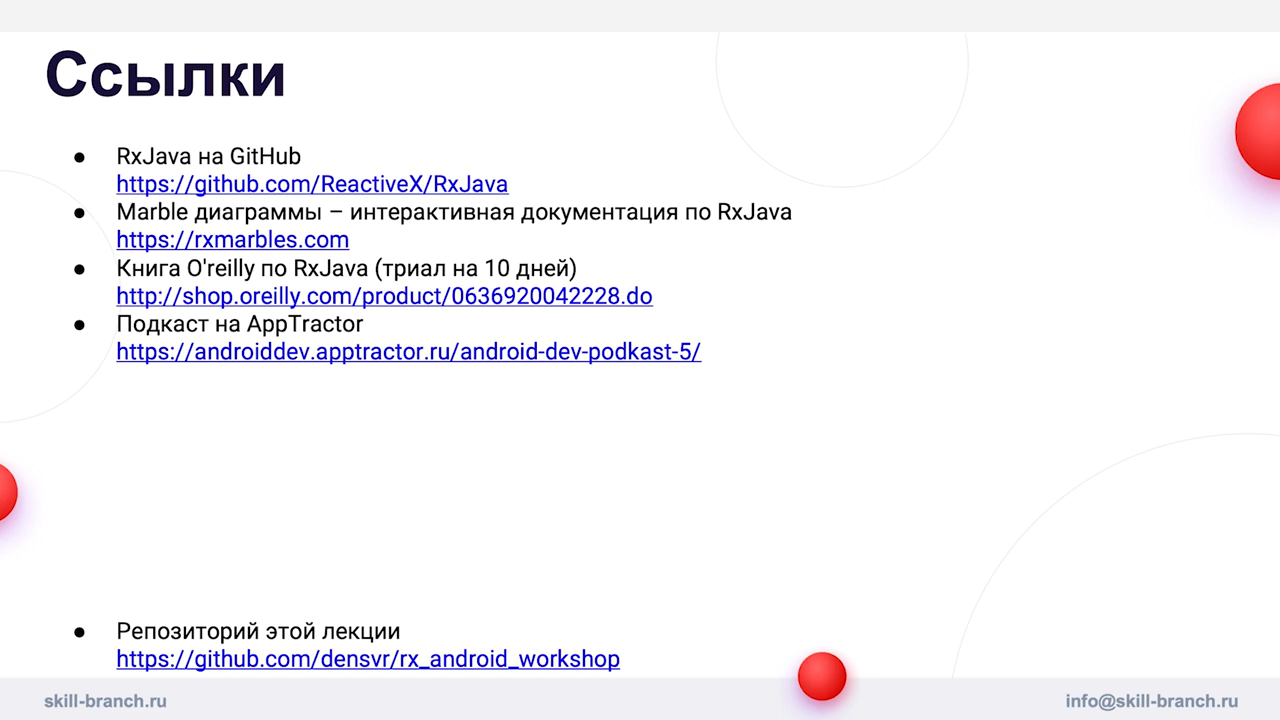 Ссылки
● RxJava на GitHub
https://github.com/ReactiveX/RxJava
● Marble диаграммы – интерактивная документация по RxJava
https://rxmarbles.com
● Книга O'reilly по RxJava (триал на 10 дней)
http://shop.oreilly.com/product/0636920042228.do
● Подкаст на AppTractor
https://androiddev.apptractor.ru/android-dev-podkast-5/
● Репозиторий этой лекции
https://github.com/densvr/rx_android_workshop
skill-branch.ru
info@skill-branch.ru